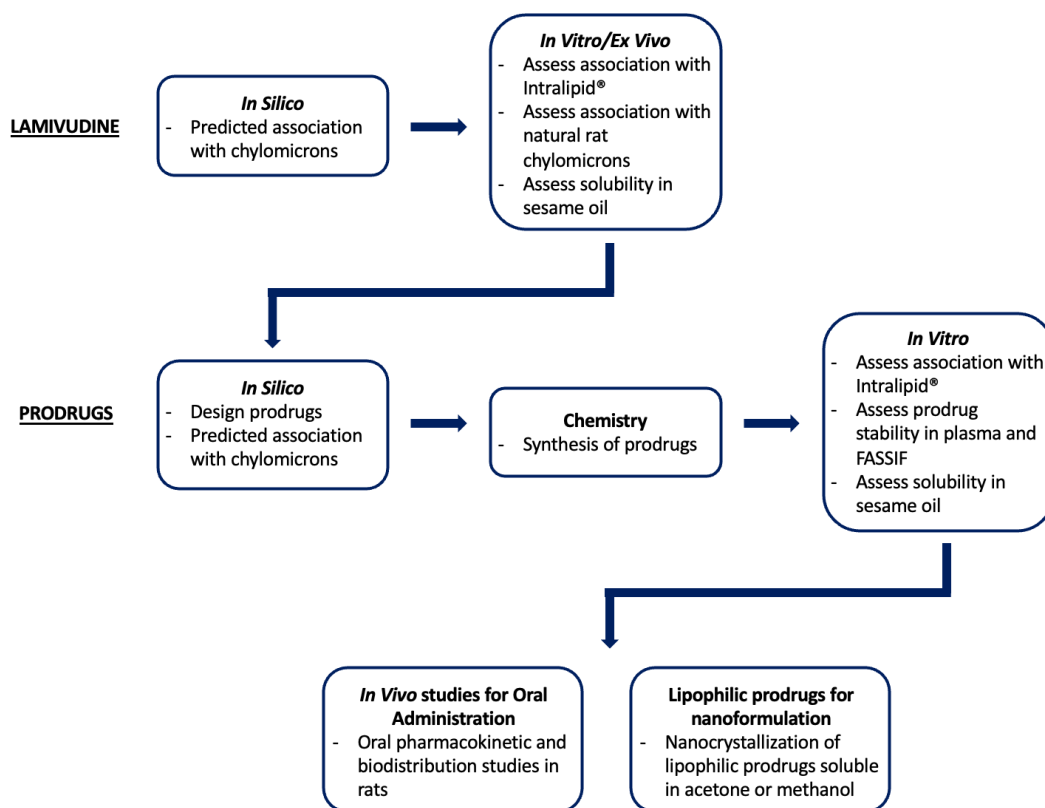 LAMIVUDINE
In Silico
- Predicted association
with chylomicrons
In Vitro/Ex Vivo
- Assess association with
Intralipid®
- Assess association with
natural rat
chylomicrons
- Assess solubility in
sesame oil
PRODRUGS
In Silico
- Design prodrugs
- Predicted association
with chylomicrons
Chemistry
- Synthesis of prodrugs
In Vitro
- Assess association with
Intralipid®
- Assess prodrug
stability in plasma and
FASSIF
- Assess solubility in
sesame oil
In Vivo studies for Oral
Administration
- Oral pharmacokinetic and
biodistribution studies in
rats
Lipophilic prodrugs for
nanoformulation
- Nanocrystallization of
lipophilic prodrugs soluble
in acetone or methanol